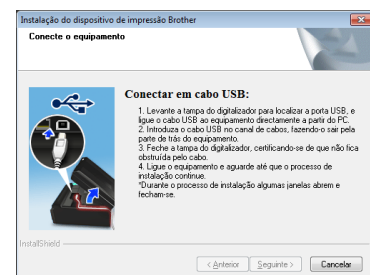 Instalação do dispositivo de impressão Brother
Conecte o equipamento
Conectar em cabo USB:
1. Levante a tampa do digitalizador para localizar a porta USB, e
ligue o cabo USB ao equipamento directamente a partir do PC.
2. Introduza o cabo USB no canal de cabos, fazendo-o sair pela
parte de trás do equipamento.
3. Feche a tampa do digitalizador, certificando-se de que não fica
obstruída pelo cabo.
4. Ligue o equipamento e aguarde até que o processo de
instalação continue.
*Durante o processo de instalação algumas janelas abrem e
fecham-se.
InstallShield
< Anterior Seguinte > Cancelar